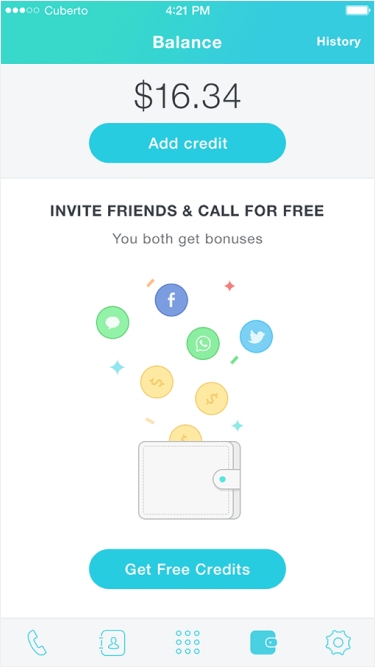 Cuberto 4:21 PM
Balance
History
$16.34
Add credit
INVITE FRIENDS & CALL FOR FREE
You both get bonuses
Get Free Credits